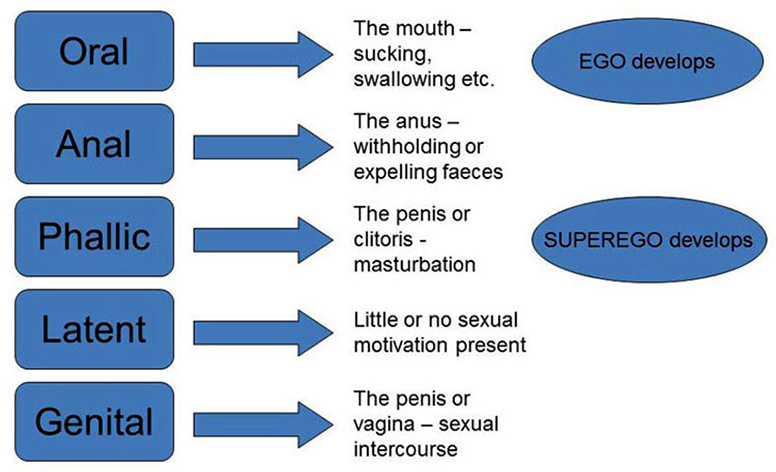 Oral
The mouth –
sucking,
swallowing etc.
EGO develops
Anal
The anus –
withholding or
expelling faeces
Phallic
The penis or
clitoris -
masturbation
SUPEREGO develops
Latent
Little or no sexual
motivation present
Genital
The penis or
vagina – sexual
intercourse